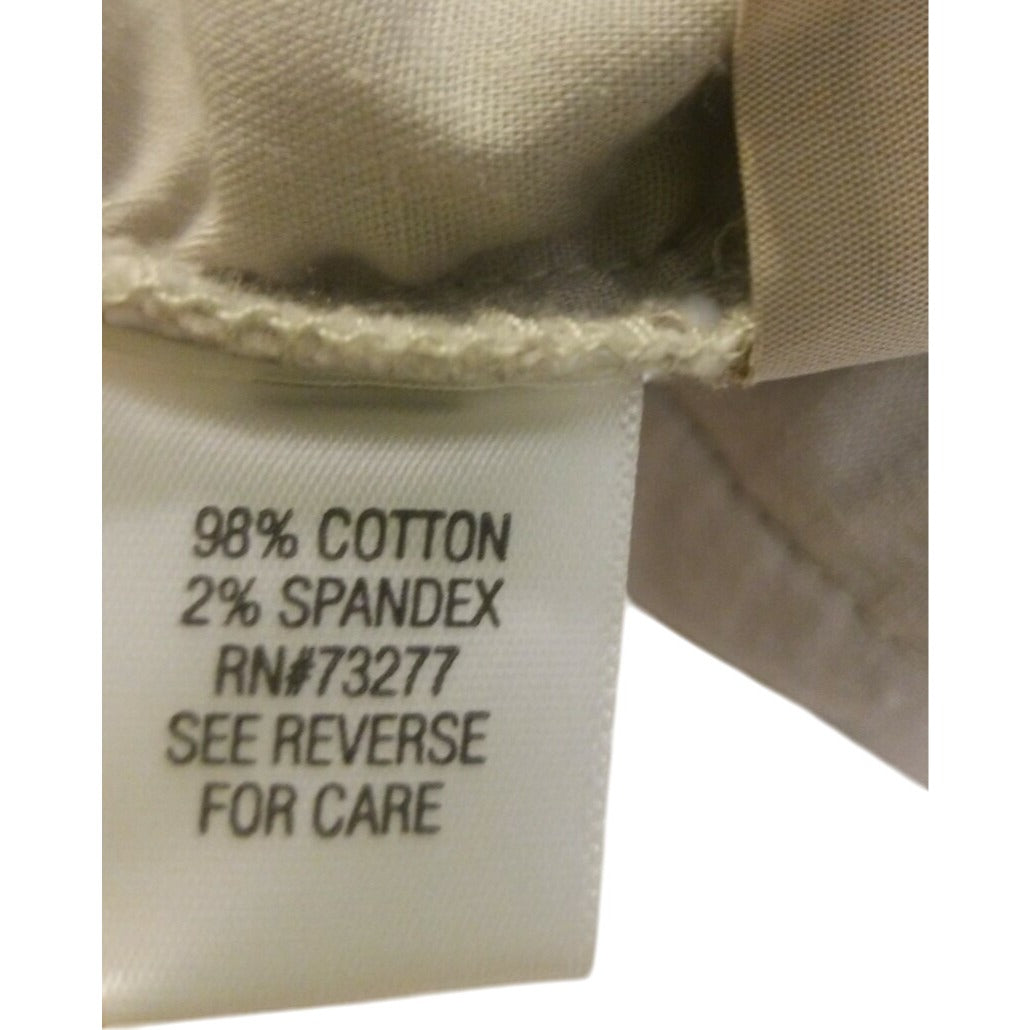 98% COTTON
2% SPANDEX
RN#73277
SEE REVERSE
FOR CARE